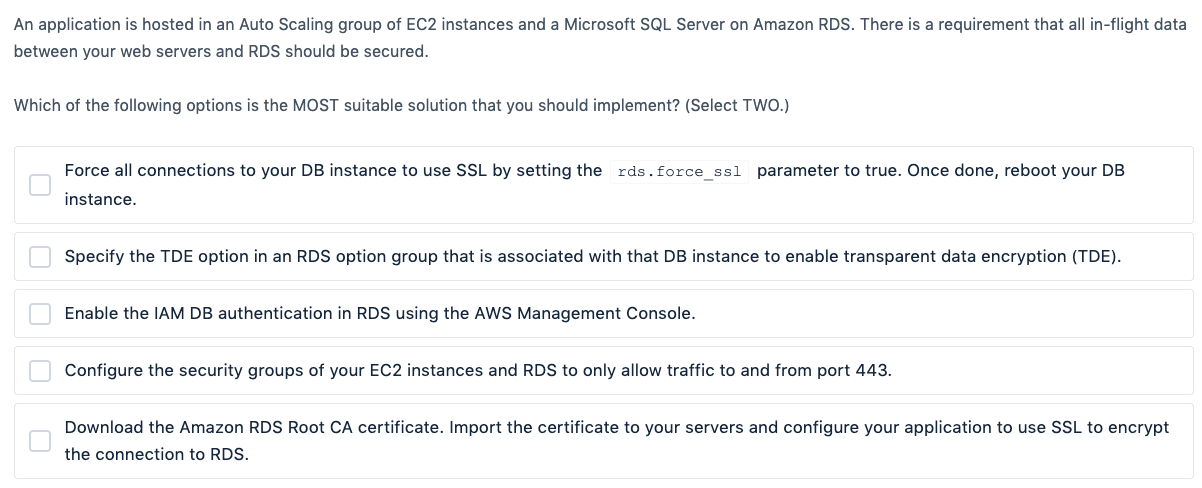 An application is hosted in an Auto Scaling group of EC2 instances and a Microsoft SQL Server on Amazon RDS. There is a requirement that all in-flight data
between your web servers and RDS should be secured.
Which of the following options is the MOST suitable solution that you should implement? (Select TWO.)
Force all connections to your DB instance to use SSL by setting the rds.force_ssl parameter to true. Once done, reboot your DB
instance.
Specify the TDE option in an RDS option group that is associated with that DB instance to enable transparent data encryption (TDE).
Enable the IAM DB authentication in RDS using the AWS Management Console.
Configure the security groups of your EC2 instances and RDS to only allow traffic to and from port 443.
Download the Amazon RDS Root CA certificate. Import the certificate to your servers and configure your application to use SSL to encrypt
the connection to RDS.